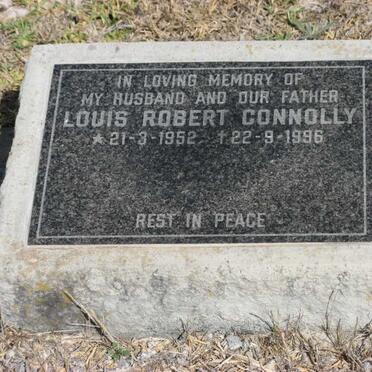 IN LOVING MEMORY OF
MY HUSBAND AND OUR FATHER
LOUIS ROBERT CONNOLLY
*21-3-1952 †22-9-1996
REST IN PEACE